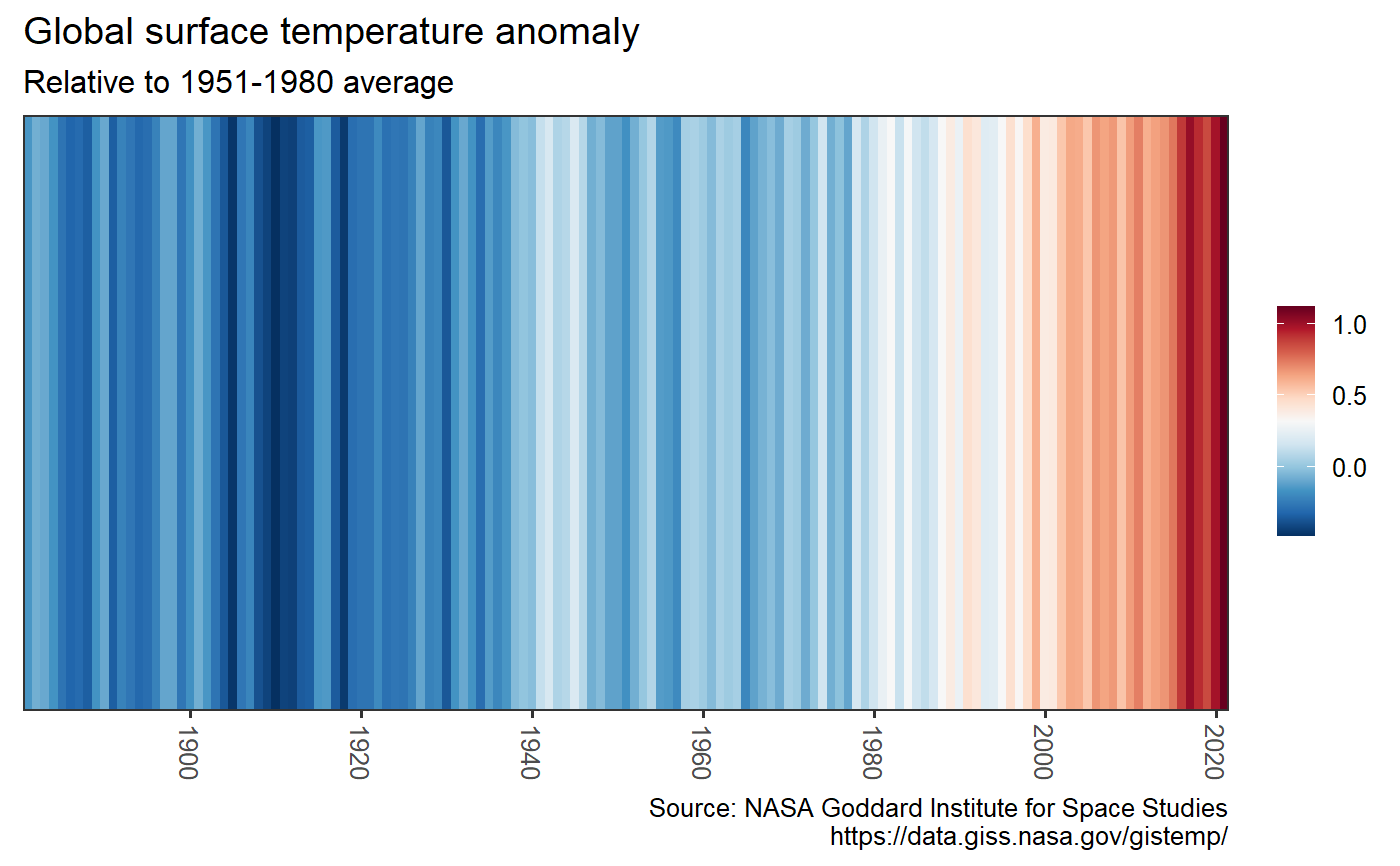 Global surface temperature anomaly
Relative to 1951-1980 average
1.0
0.5
0.0
1900
1920
1940
1960
1980
2000
2020
Source: NASA Goddard Institute for Space Studies
https://data.giss.nasa.gov/gistemp/